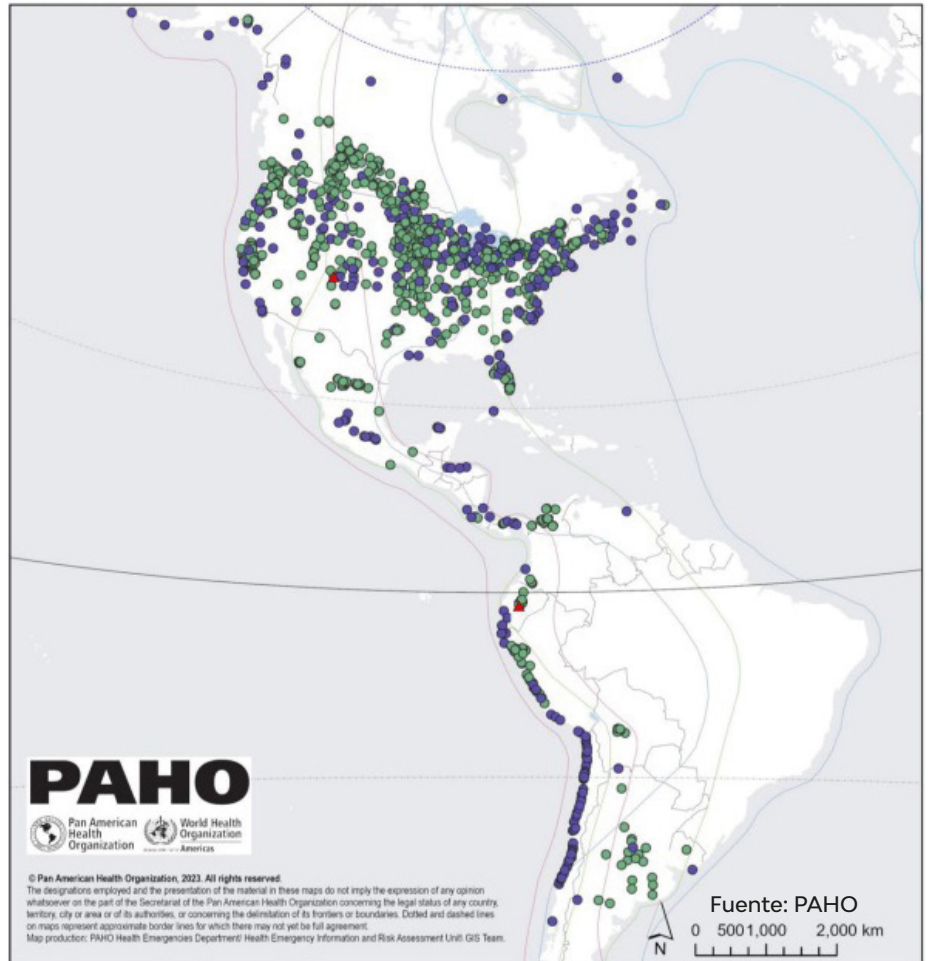 PAHO
Pan American
Health
Organization
World Health
Organization
Americas
© Pan American Health Organization, 2023. All rights reserved.
The designations employed and the presentation of the material in these maps do not imply the expression of any opinion
whatsoever on the part of the Secretariat of the Pan American Health Organization concerning the legal status of any country,
territory, city or area or of its authorities, or concerning the delimitation of its frontiers or boundaries. Dotted and dashed lines
on maps represent approximate border lines for which there may not yet be full agreement.
Map production: PAHO Health Emergencies Department/ Health Emergency Information and Risk Assessment Unit\ GIS Team.
Fuente: PAHO
N
0 500 1,000 2,000 km